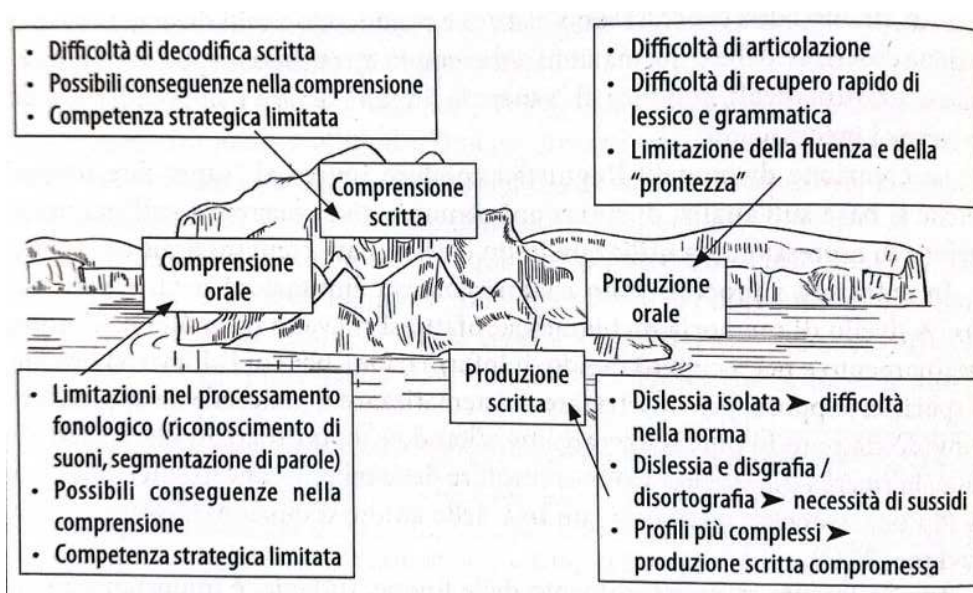 • Difficoltà di decodifica scritta
• Possibili conseguenze nella comprensione
• Competenza strategica limitata
• Difficoltà di articolazione
• Difficoltà di recupero rapido di
lessico e grammatica
• Limitazione della fluenza e della
“prontezza”
Comprensione
scritta
Comprensione
orale
Produzione
orale
Produzione
scritta
• Limitazioni nel processamento
fonologico (riconoscimento di
suoni, segmentazione di parole)
• Possibili conseguenze nella
comprensione
• Competenza strategica limitata
• Dislessia isolata ➤ difficoltà
nella norma
• Dislessia e disgrafia /
disortografia ➤ necessità di sussidi
• Profili più complessi ➤
produzione scritta compromessa